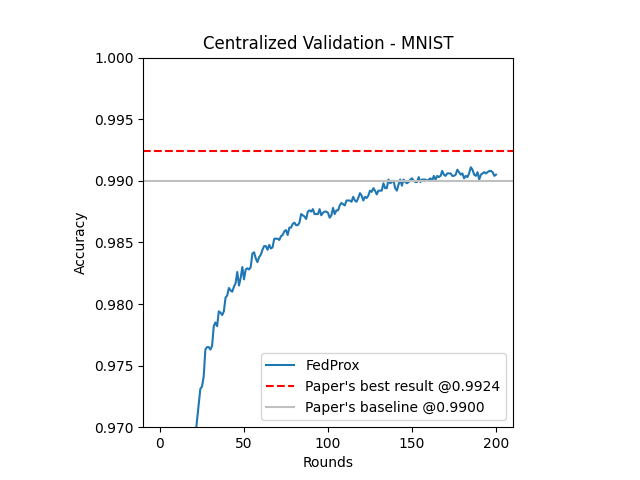 Centralized Validation - MNIST
1.000
0.995
0.990
0.985
0.980
0.975
0.970
Accuracy
FedProx
Paper's best result @0.9924
Paper's baseline @0.9900
0
50
100
150
200
Rounds